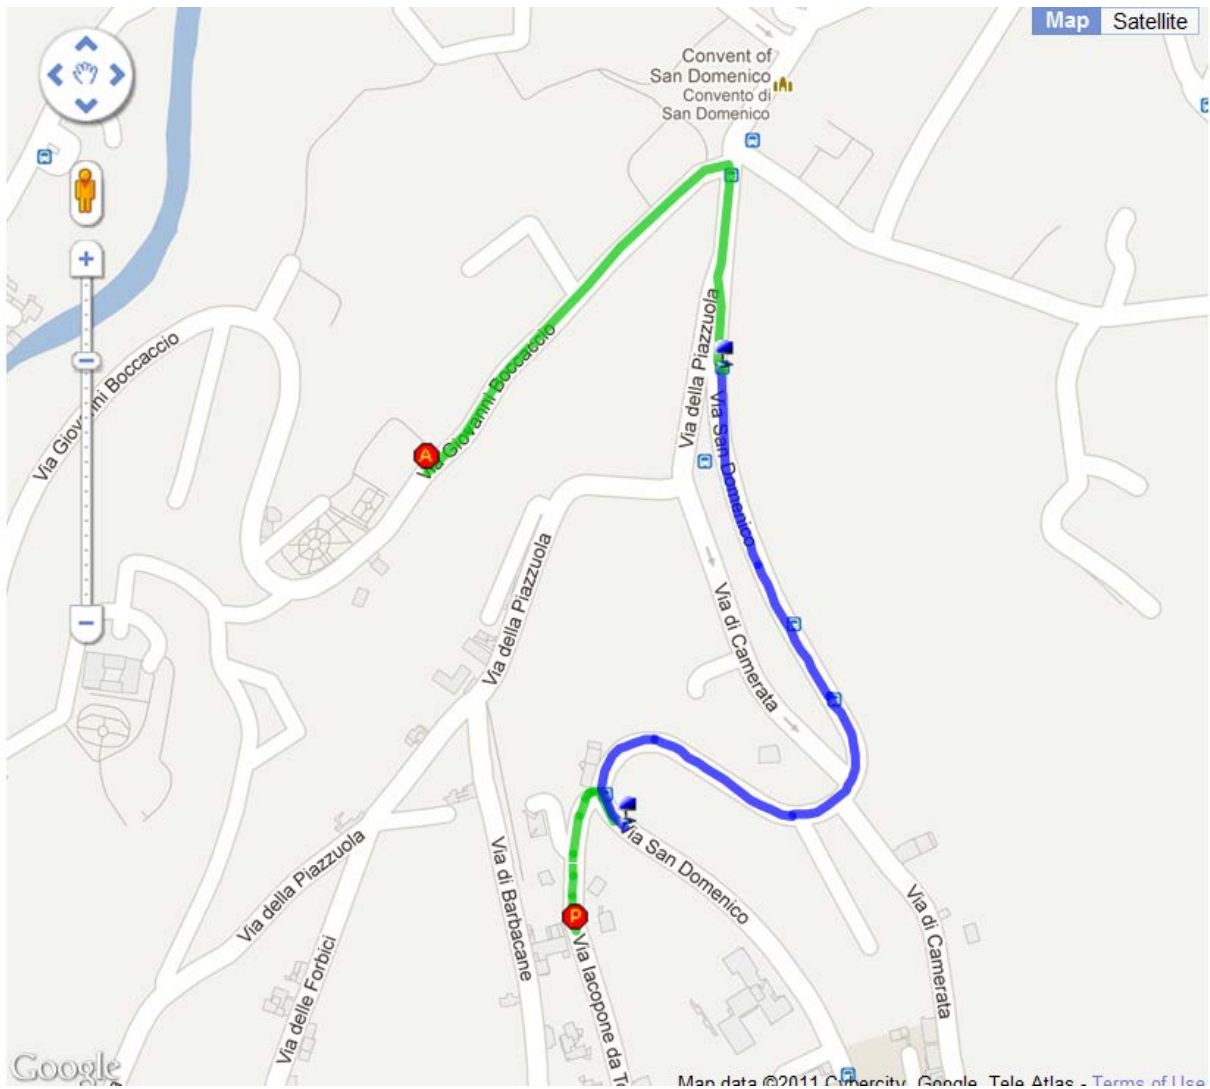 Map
Satellite
Convent of
San Domenico
Convento di
San Domenico
Via della Piazzuola
Via Giovanni Boccaccio
Via Giovanni Boccaccio
Via San Domenico
A
Via della Piazzuola
Via di Camerata
Via San Domenico
Via della Piazzuola
Via di Barbacane
Via di Camerata
P
Via delle Forbici
Via Iacopone da
Google
Map data ©2011 Cybercity, Google, Tele Atlas - Terms of Use